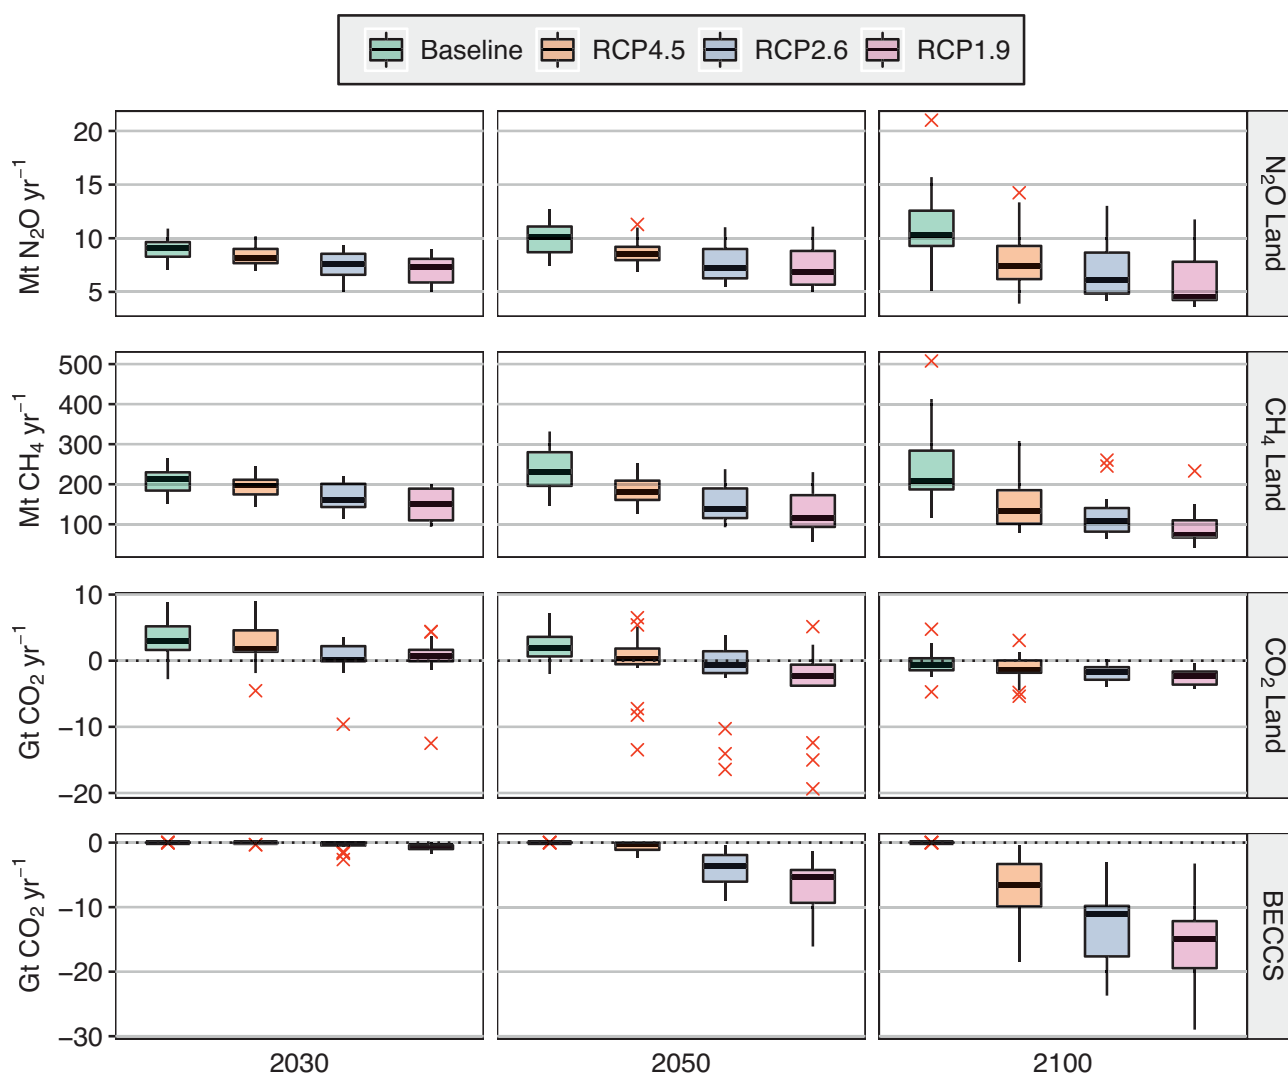 Baseline RCP4.5 RCP2.6 RCP1.9
Mt N₂O yr⁻¹
20
15
10
5
N₂O Land
Mt CH₄ yr⁻¹
500
400
300
200
100
CH₄ Land
Gt CO₂ yr⁻¹
10
0
−10
−20
CO₂ Land
Gt CO₂ yr⁻¹
0
−10
−20
−30
BECCS
2030 2050 2100